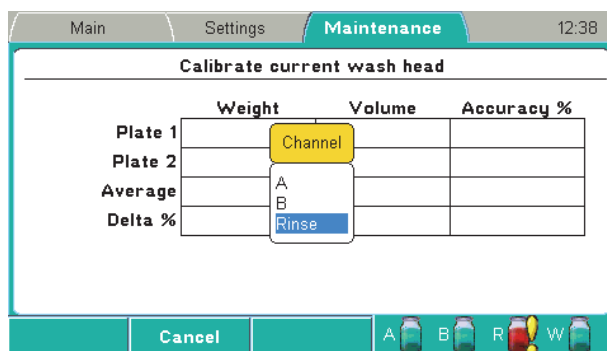 Main Settings Maintenance 12:38
Calibrate current wash head
Weight Volume Accuracy %
Plate 1
Channel
Plate 2
A
Average
B
Delta %
Rinse
Cancel A B R W